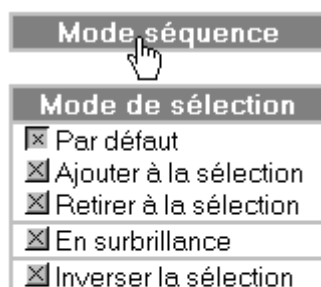 Mode séquence
Mode de sélection
Par défaut
Ajouter à la sélection
Retirer à la sélection
En surbrillance
Inverser la sélection